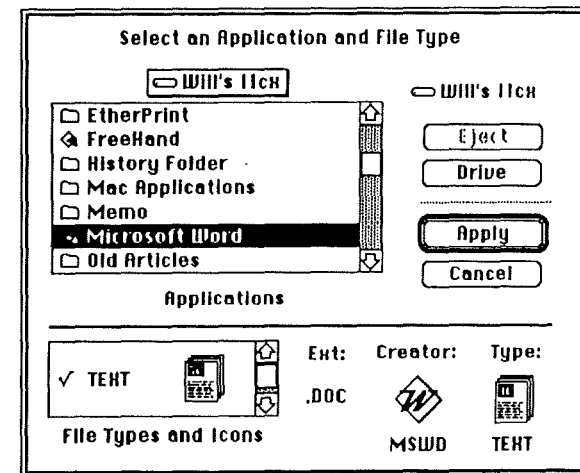 Select an Application and File Type
Will's IIcx
EtherPrint
FreeHand
History Folder
Mac Applications
Memo
Microsoft Word
Old Articles
Applications
Will's IIcx
Eject
Drive
Apply
Cancel
√ TEXT
File Types and Icons
Ext:
.DOC
Creator:
W
MSWD
Type:
TEXT